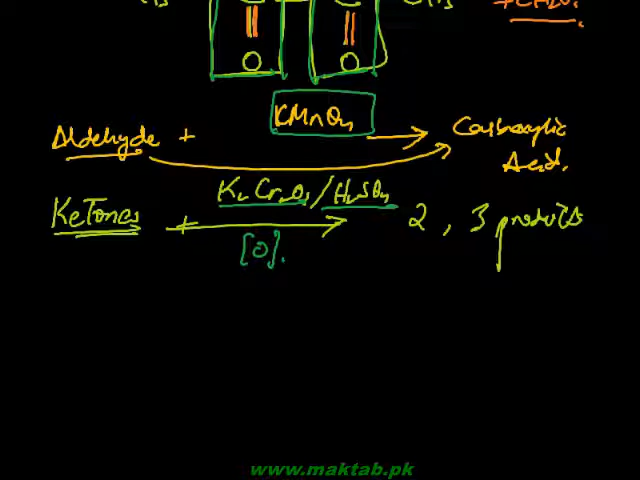 O O
Aldehyde + KMnO4 → Carboxylic
Acid.
Ketones + K2Cr2O7/H2SO4 → 2, 3 products
[O].
www.maktab.pk